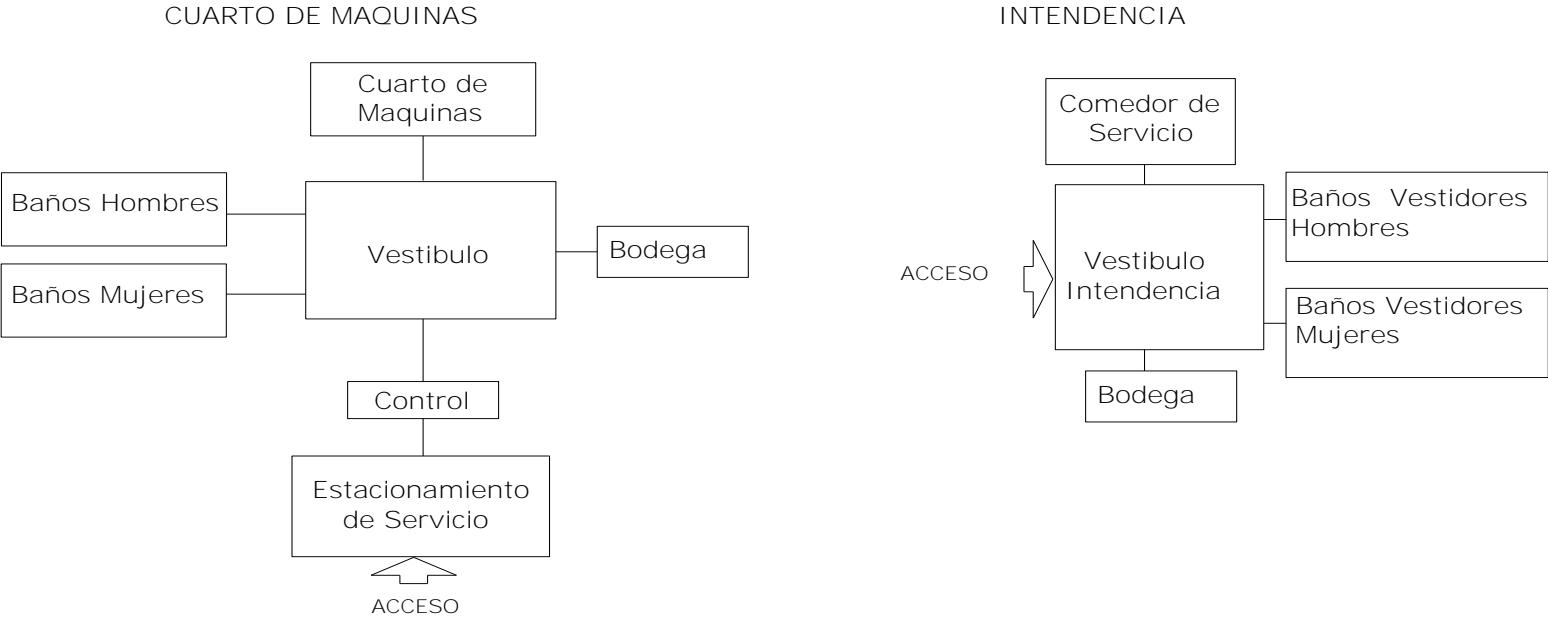 CUARTO DE MAQUINAS
Cuarto de
Maquinas
Baños Hombres
Baños Mujeres
Vestibulo
Bodega
Control
Estacionamiento
de Servicio
ACCESO
INTENDENCIA
Comedor de
Servicio
Baños  Vestidores
Hombres
ACCESO
Vestibulo
Intendencia
Baños Vestidores
Mujeres
Bodega